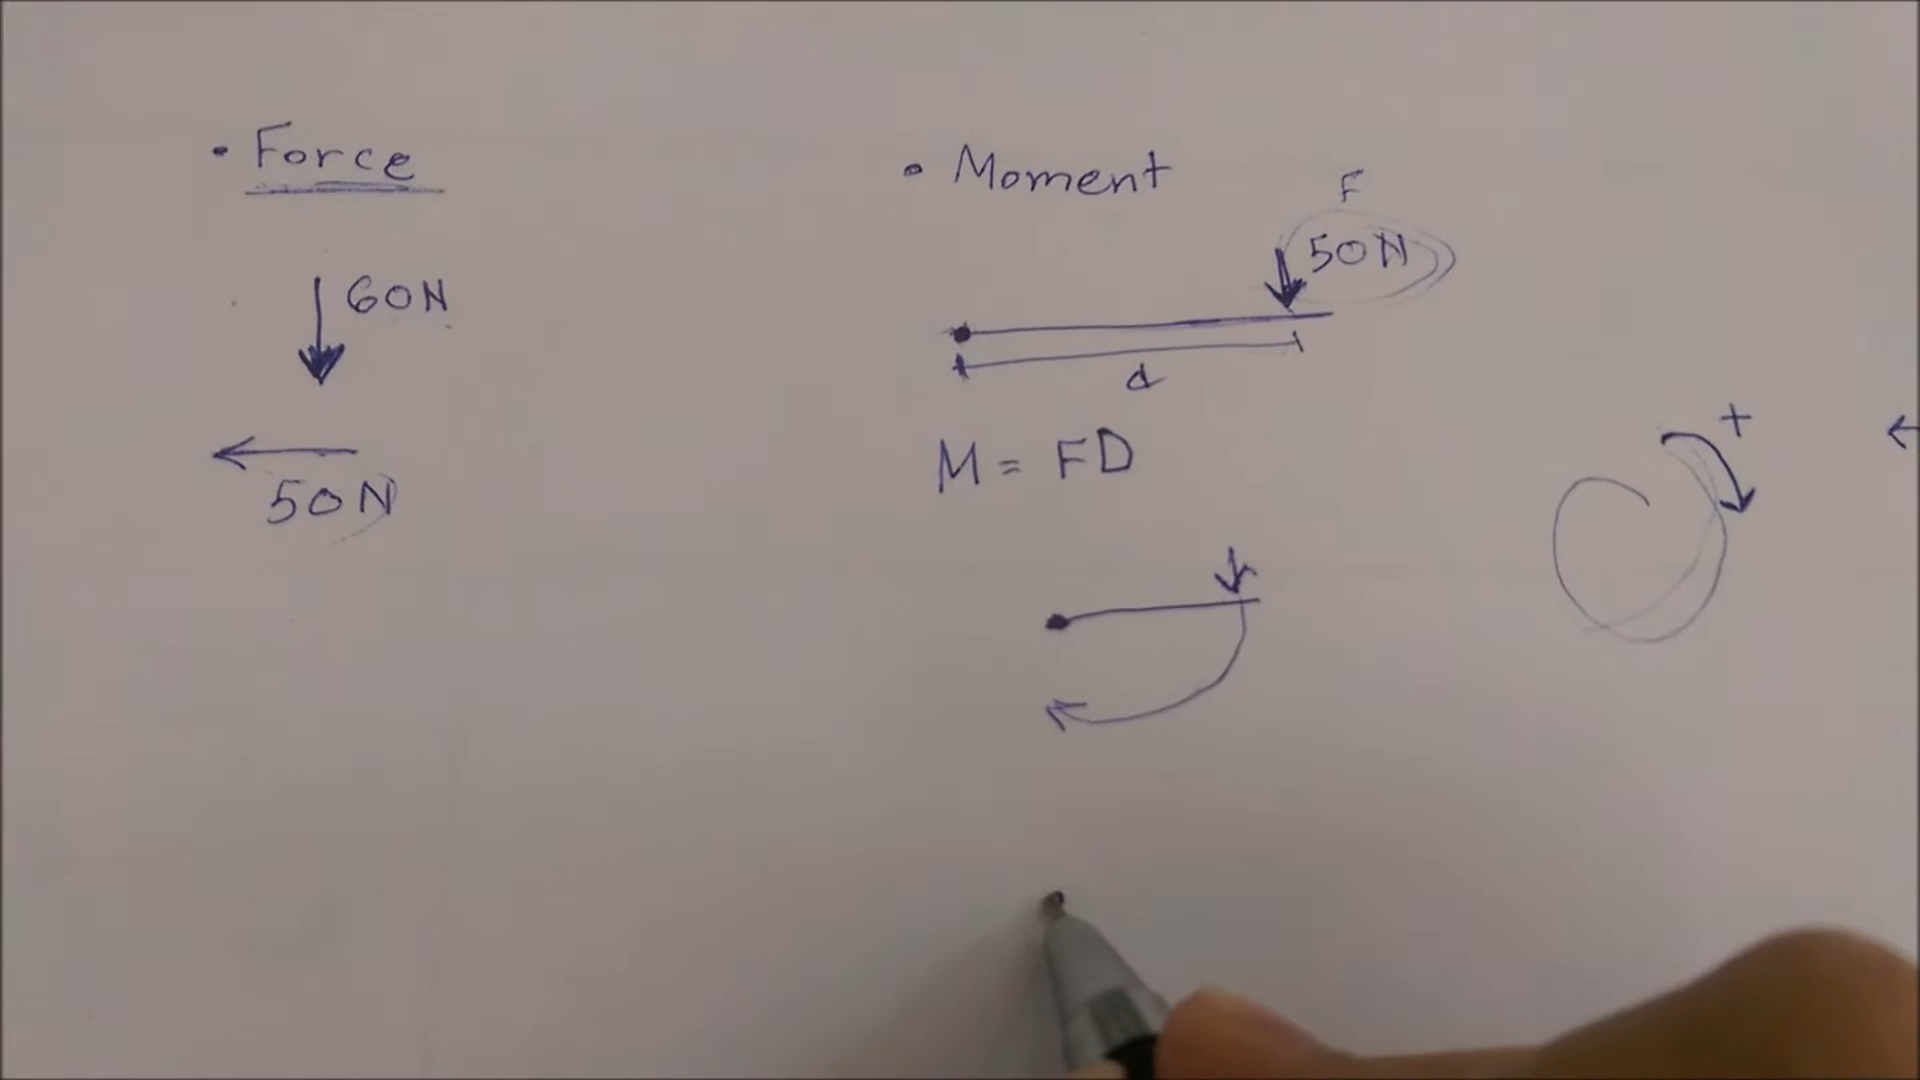 • Force
60N
50N
• Moment
F
50N
d
M = FD
+